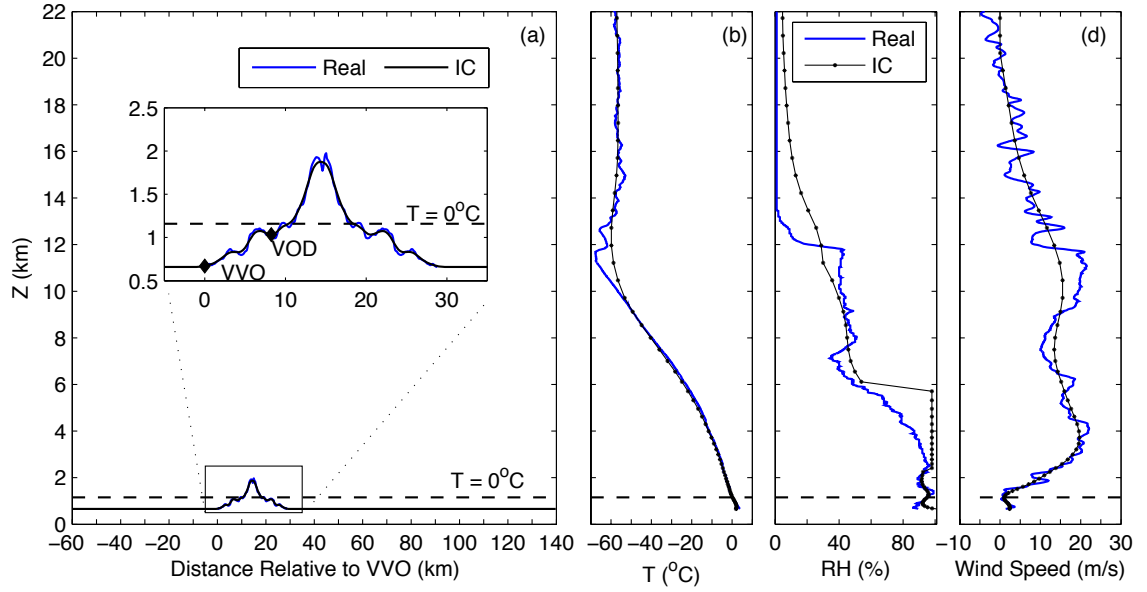 (a)
Real
IC
2.5
2
1.5
1
0.5
T = 0°C
VOD
VVO
0 10 20 30
T = 0°C
22
20
18
16
14
12
10
8
6
4
2
0
Z (km)
−60 −40 −20 0 20 40 60 80 100 120 140
Distance Relative to VVO (km)
(b)
−60 −40 −20 0
T (°C)
Real
IC
0 40 80
RH (%)
(d)
−10 0 10 20 30
Wind Speed (m/s)